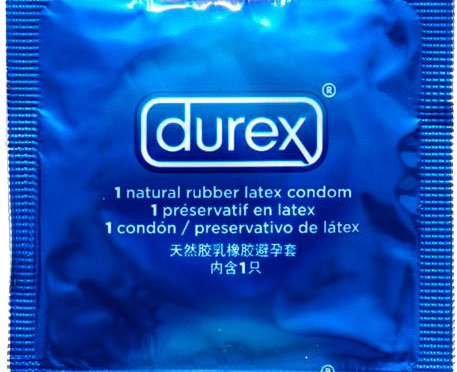 ®
durex
1 natural rubber latex condom
1 préservatif en latex
1 condón / preservativo de látex
天然胶乳橡胶避孕套
内含1只
®